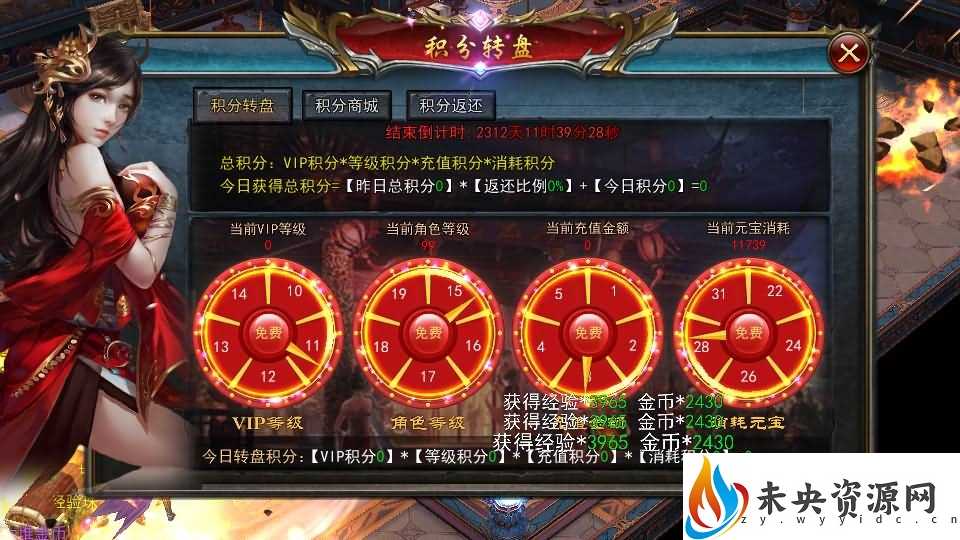 积分转盘
积分转盘 积分商城 积分返还
结束倒计时: 2312天11时39分28秒
总积分: VIP积分*等级积分*充值积分*消耗积分
今日获得总积分=【昨日总积分0】*【返还比例0%】+【今日积分0】=0
当前VIP等级 当前角色等级 当前充值金额 当前元宝消耗
0 99 0 11739
14 10 19 15 5 1 31 22
免费 免费 免费 免费
13 11 18 16 4 2 28 24
12 17 3 26
获得经验*3965 金币*2430
获得经验*3965 金币*2430
VIP等级 角色等级 消耗元宝
获得经验*3965 金币*2430
今日转盘积分:【VIP积分0】*【等级积分0】*【充值积分0】*【消耗积分
经验珠
未央资源网
zy.wyyidc.cn